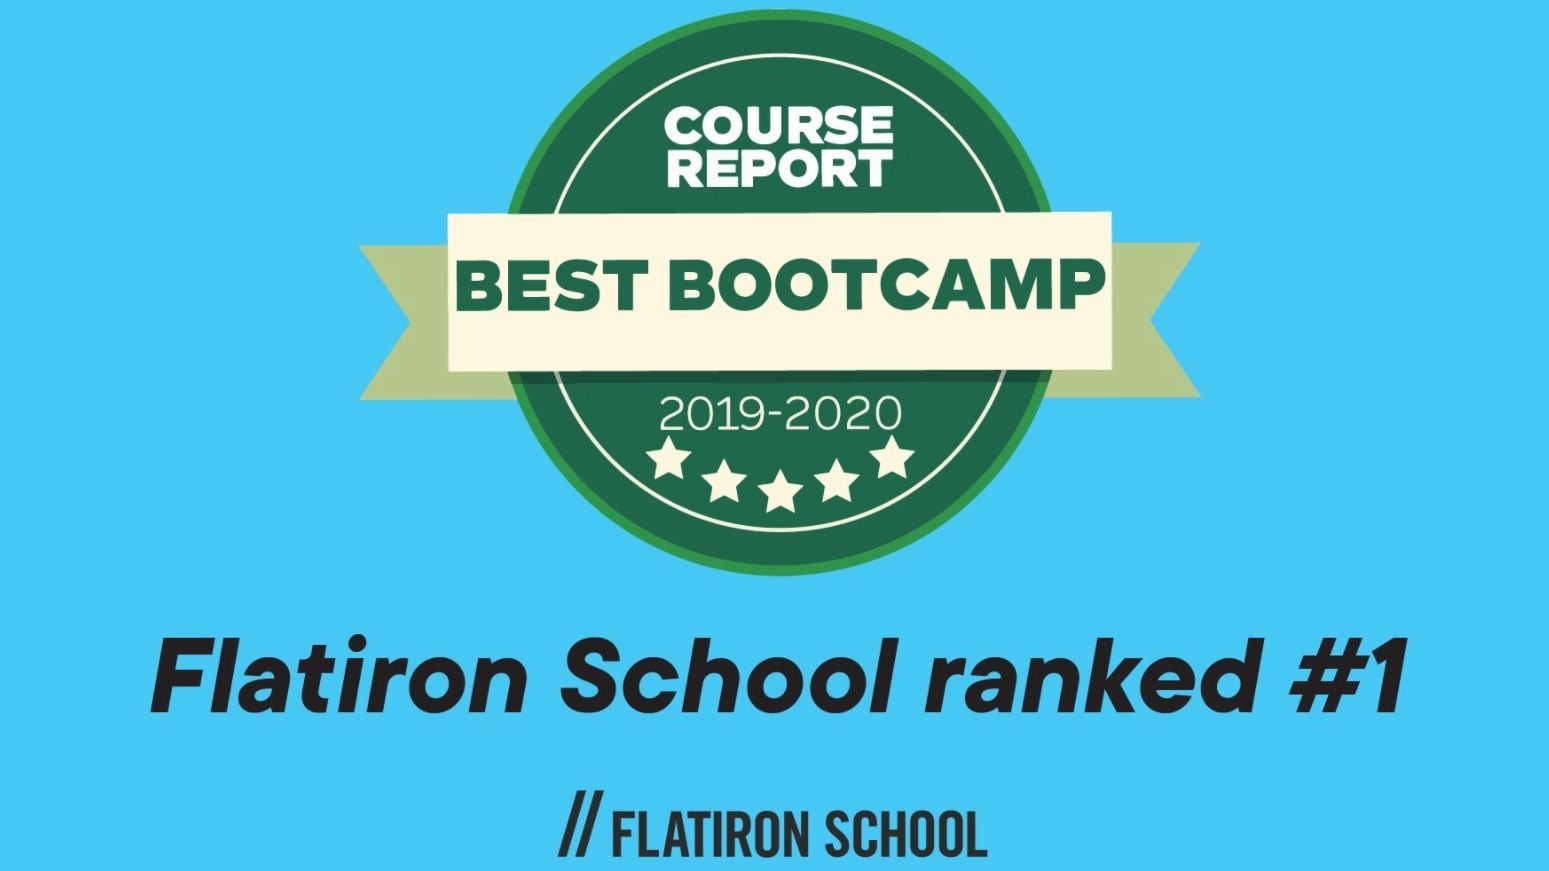 COURSE
REPORT
BEST BOOTCAMP
2019-2020
Flatiron School ranked #1
// FLATIRON SCHOOL